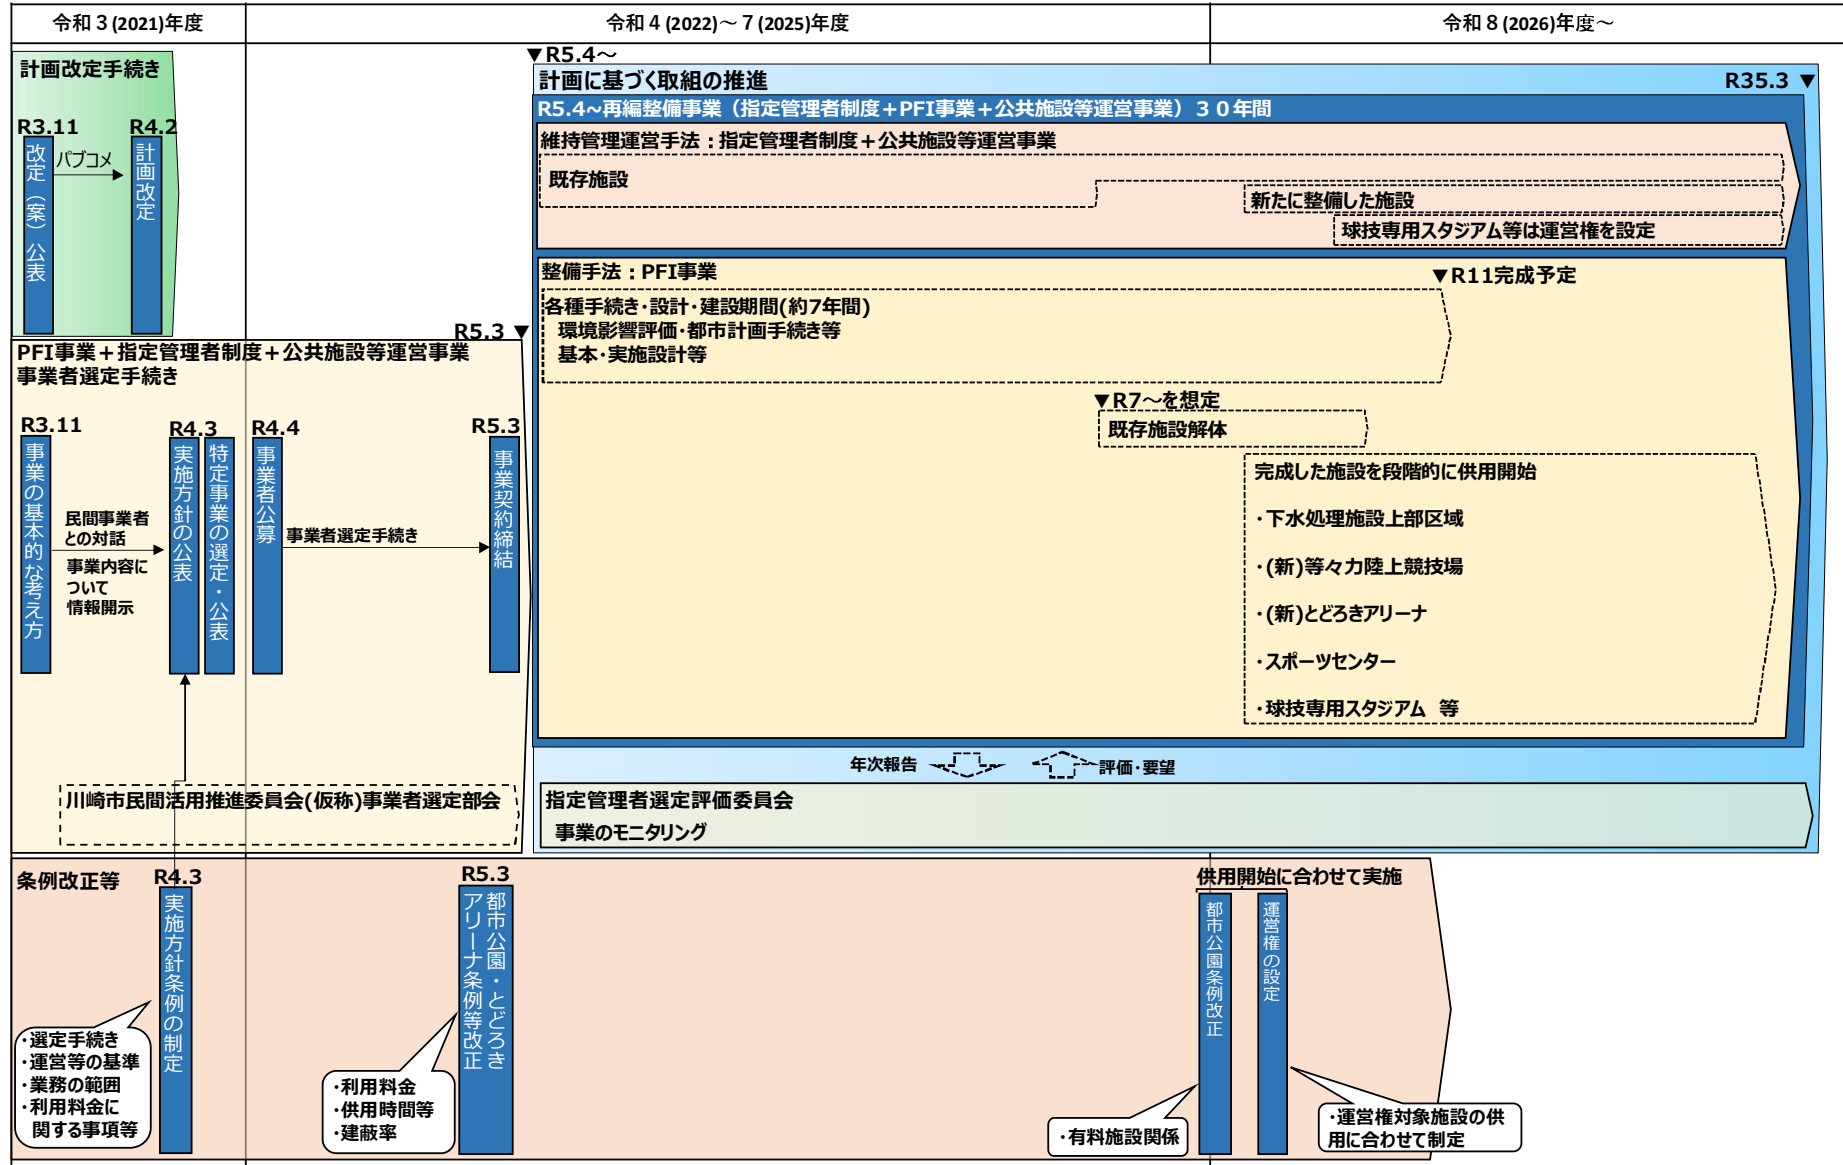 令和３(2021)年度
令和４(2022)～７(2025)年度
令和８(2026)年度～
計画改定手続き
R3.11
R4.2
改定（案）公表
パブコメ
計画改定
▼R5.4～
計画に基づく取組の推進
R35.3 ▼
R5.4~再編整備事業（指定管理者制度＋PFI事業＋公共施設等運営事業）３０年間
維持管理運営手法：指定管理者制度＋公共施設等運営事業
既存施設
新たに整備した施設
球技専用スタジアム等は運営権を設定
整備手法：PFI事業
▼R11完成予定
各種手続き・設計・建設期間(約7年間)
環境影響評価・都市計画手続き等
基本・実施設計等
▼R7～を想定
既存施設解体
完成した施設を段階的に供用開始
・下水処理施設上部区域
・(新)等々力陸上競技場
・(新)とどろきアリーナ
・スポーツセンター
・球技専用スタジアム 等
年次報告
評価・要望
指定管理者選定評価委員会
事業のモニタリング
R5.3 ▼
PFI事業＋指定管理者制度＋公共施設等運営事業
事業者選定手続き
R3.11
R4.3
R4.4
R5.3
事業の基本的な考え方
民間事業者
との対話
事業内容に
ついて
情報開示
実施方針の公表
特定事業の選定・公表
事業者公募
事業者選定手続き
事業契約締結
川崎市民間活用推進委員会(仮称)事業者選定部会
条例改正等
R4.3
R5.3
供用開始に合わせて実施
実施方針条例の制定
都市公園・とどろき
アリーナ条例等改正
都市公園条例改正
運営権の設定
・選定手続き
・運営等の基準
・業務の範囲
・利用料金に
関する事項等
・利用料金
・供用時間等
・建蔽率
・有料施設関係
・運営権対象施設の供
用に合わせて制定